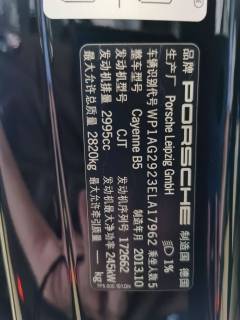 品牌 PORSCHE 制造国 德国
生产厂 Porsche Leipzig GmbH 1%
车辆识别代号 WP1AG2923ELA17962 乘坐人数 5
整车型号 Cayenne B5 制造年月 2013.10
发动机型号 CJT 发动机序列号 172662
发动机排量 2995cc 发动机最大净功率 245kW
最大允许总质量 2820kg 最大允许牵引质量 — kg